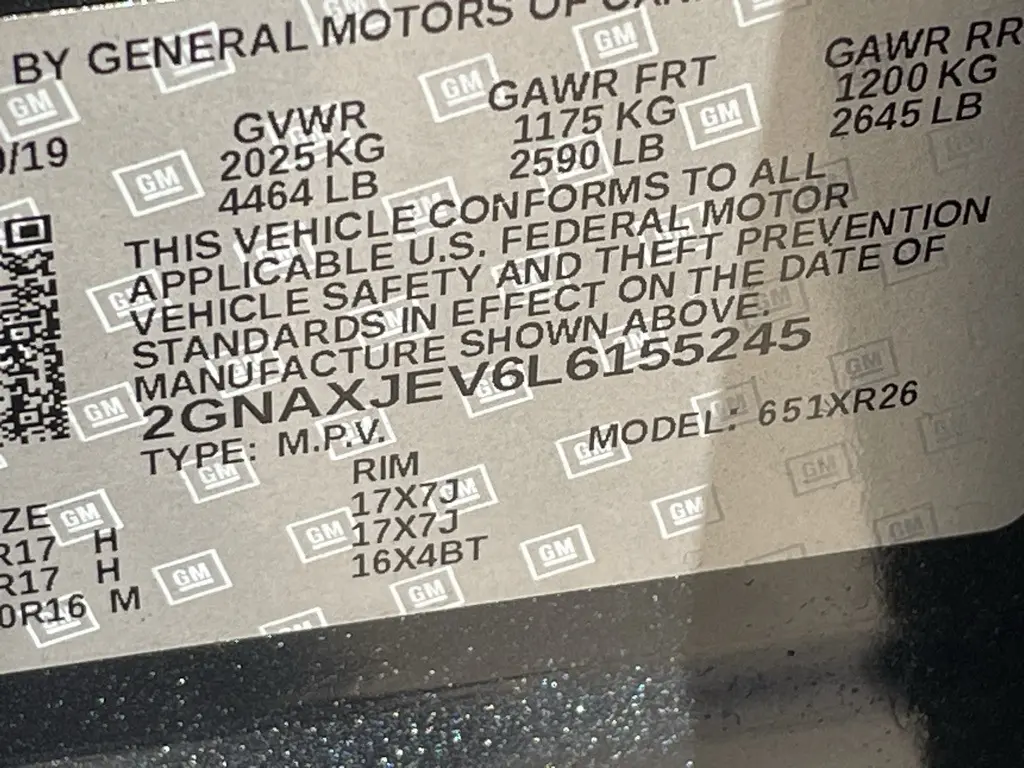 BY GENERAL MOTORS OF
/19
GVWR
2025 KG
4464 LB
GAWR FRT
1175 KG
2590 LB
GAWR RR
1200 KG
2645 LB
THIS VEHICLE CONFORMS TO ALL
APPLICABLE U.S. FEDERAL MOTOR
VEHICLE SAFETY AND THEFT PREVENTION
STANDARDS IN EFFECT ON THE DATE OF
MANUFACTURE SHOWN ABOVE.
2GNAXJEV6L6155245
TYPE: M.P.V.
MODEL: 651XR26
ZE
R17 H
R17 H
0R16 M
RIM
17X7J
17X7J
16X4BT
GM